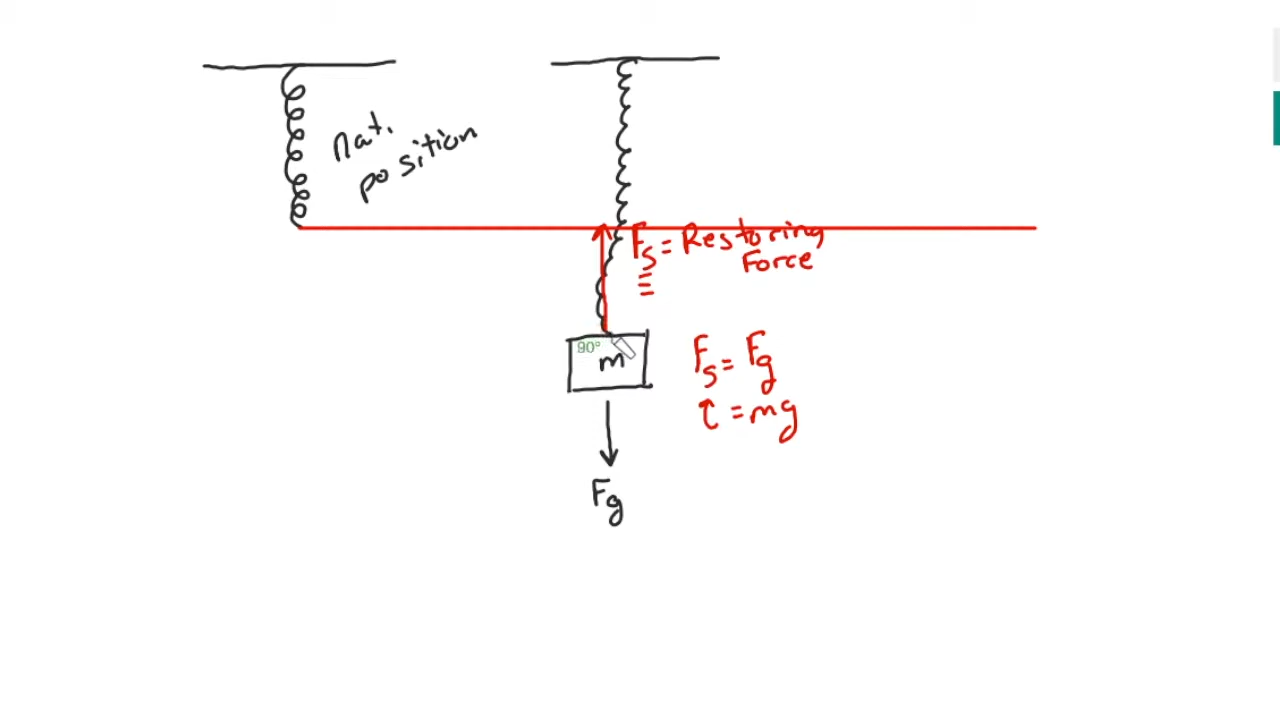 nat.
position
Fs = Restoring
Force
90°
m
Fs = Fg
= mg
Fg